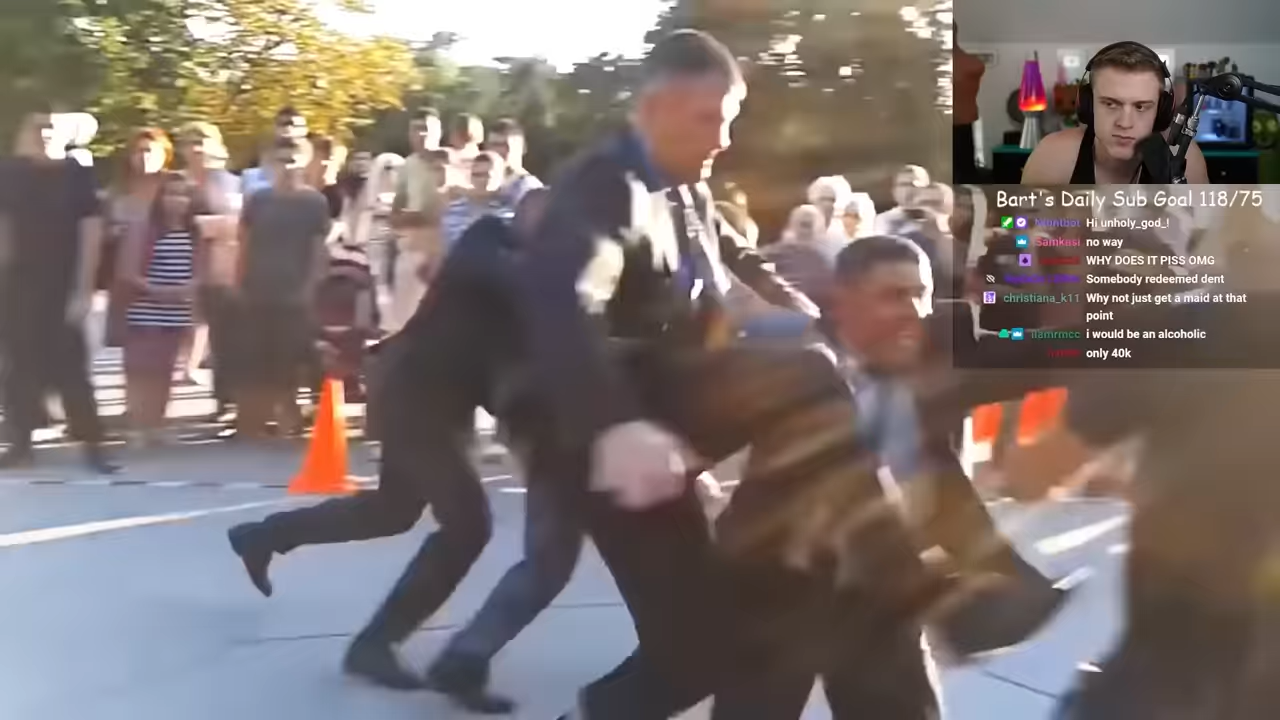 Bart's Daily Sub Goal 118/75
Hi unholy_god_!
Samkasi no way
WHY DOES IT PISS OMG
Somebody redeemed dent
christiana_k11 Why not just get a maid at that
point
liamrmcc i would be an alcoholic
only 40k